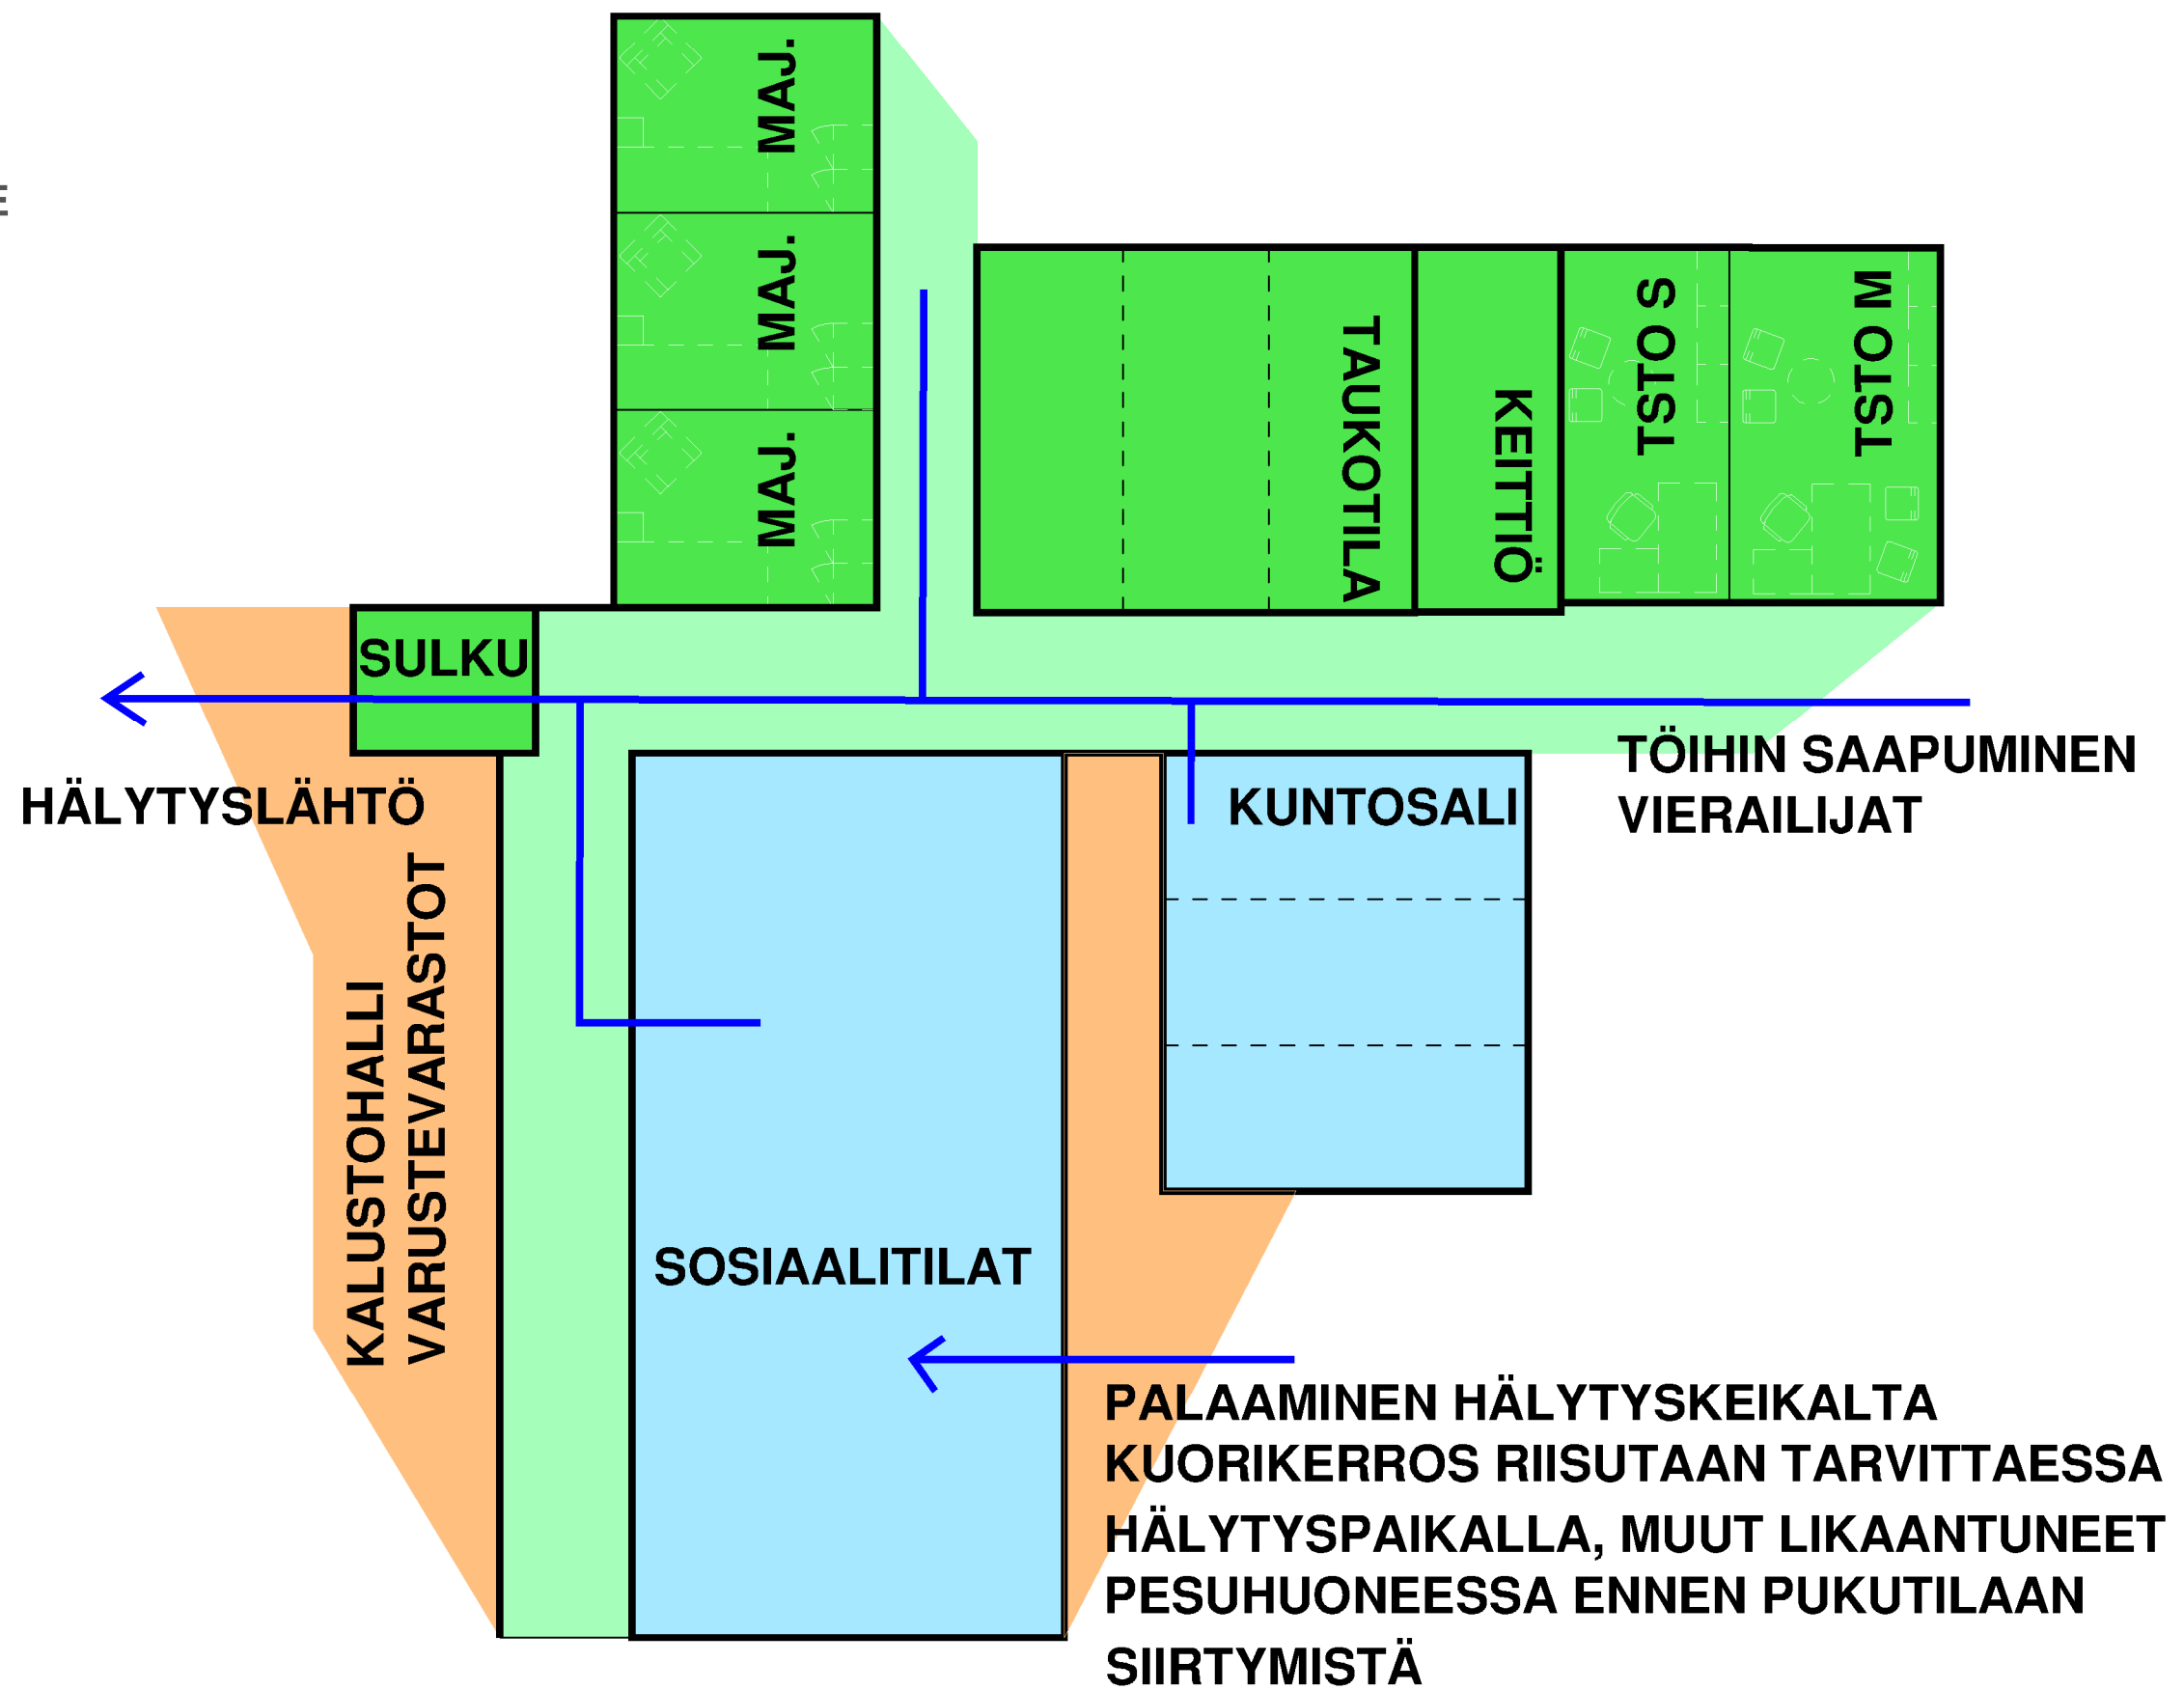 E
MAJ.
MAJ.
MAJ.
TAUKOTILA
KEITTIÖ
TSTO S
TSTO M
SULKU
HÄLYTYSLÄHTÖ
TÖIHIN SAAPUMINEN
VIERAILIJAT
KUNTOSALI
KALUSTOHALLI
VARUSTEVARASTOT
SOSIAALITILAT
PALAAMINEN HÄLYTYSKEIKALTA
KUORIKERROS RIISUTAAN TARVITTAESSA
HÄLYTYSPAIKALLA, MUUT LIKAANTUNEET
PESUHUONEESSA ENNEN PUKUTILAAN
SIIRTYMISTÄ